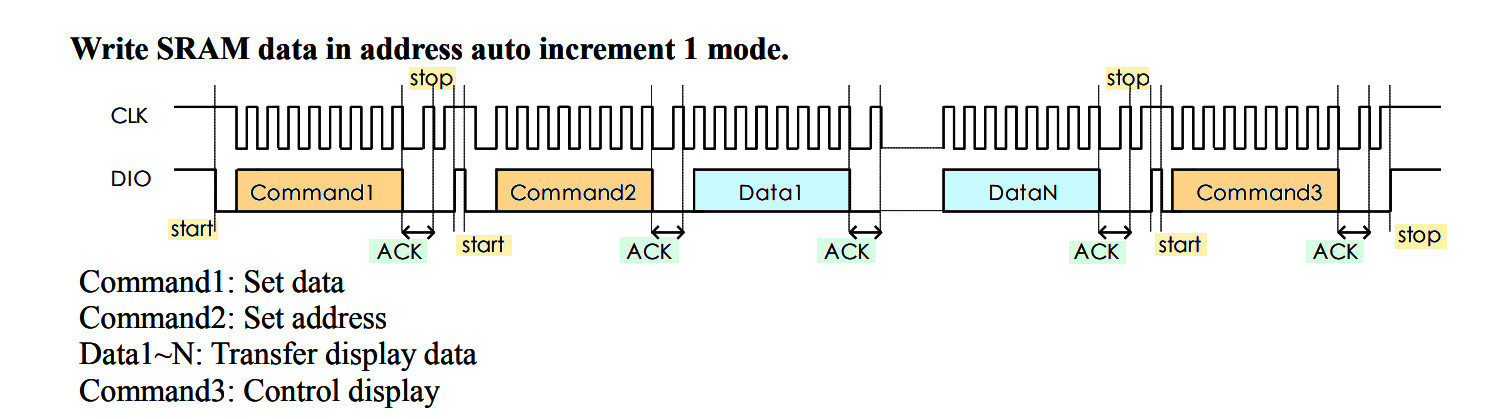 Write SRAM data in address auto increment 1 mode.
stop stop
CLK
DIO Command1 Command2 Data1 DataN Command3
start ACK start ACK ACK ACK start ACK stop
Command1: Set data
Command2: Set address
Data1~N: Transfer display data
Command3: Control display